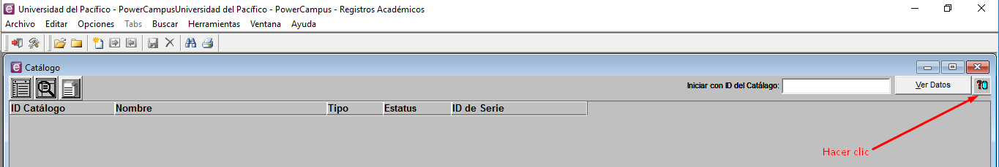 Universidad del Pacífico - PowerCampusUniversidad del Pacífico - PowerCampus - Registros Académicos
Archivo Editar Opciones Tabs Buscar Herramientas Ventana Ayuda
Catálogo
Iniciar con ID del Catálago: Ver Datos
ID Catálogo Nombre Tipo Estatus ID de Serie
Hacer clic